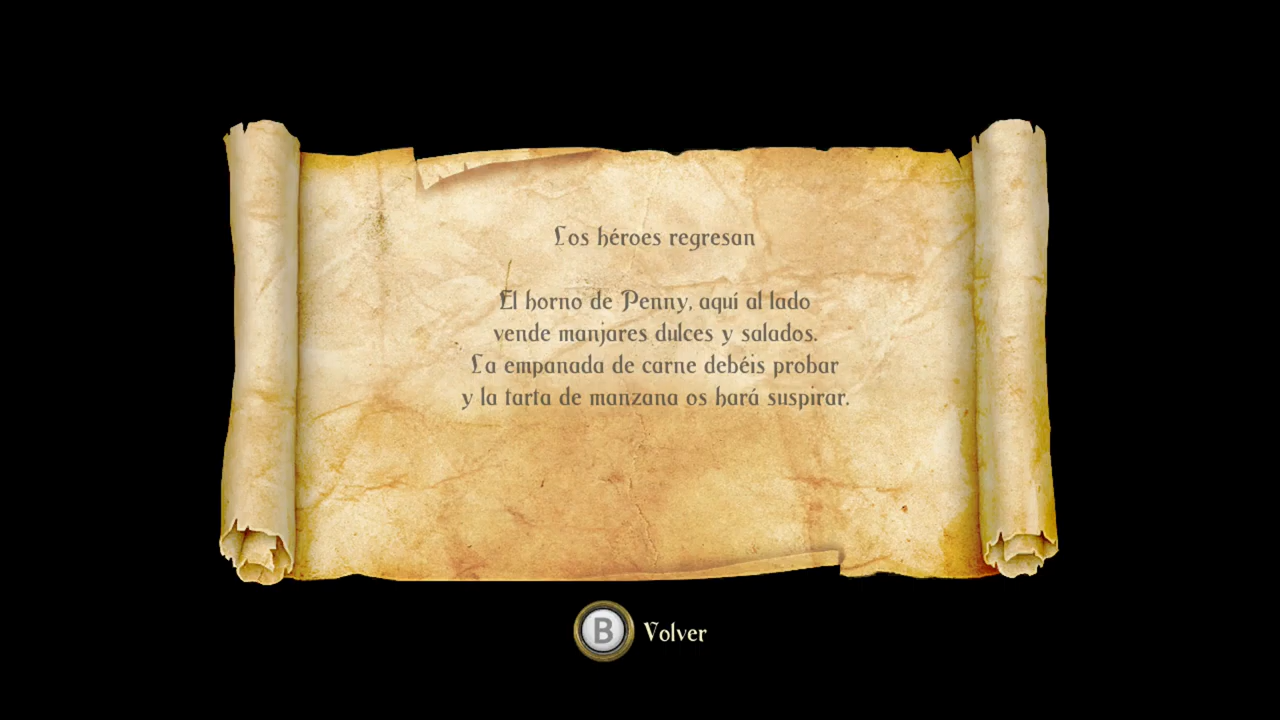 Los héroes regresan
El horno de Penny, aquí al lado
vende manjares dulces y salados.
La empanada de carne debéis probar
y la tarta de manzana os hará suspirar.
B Volver